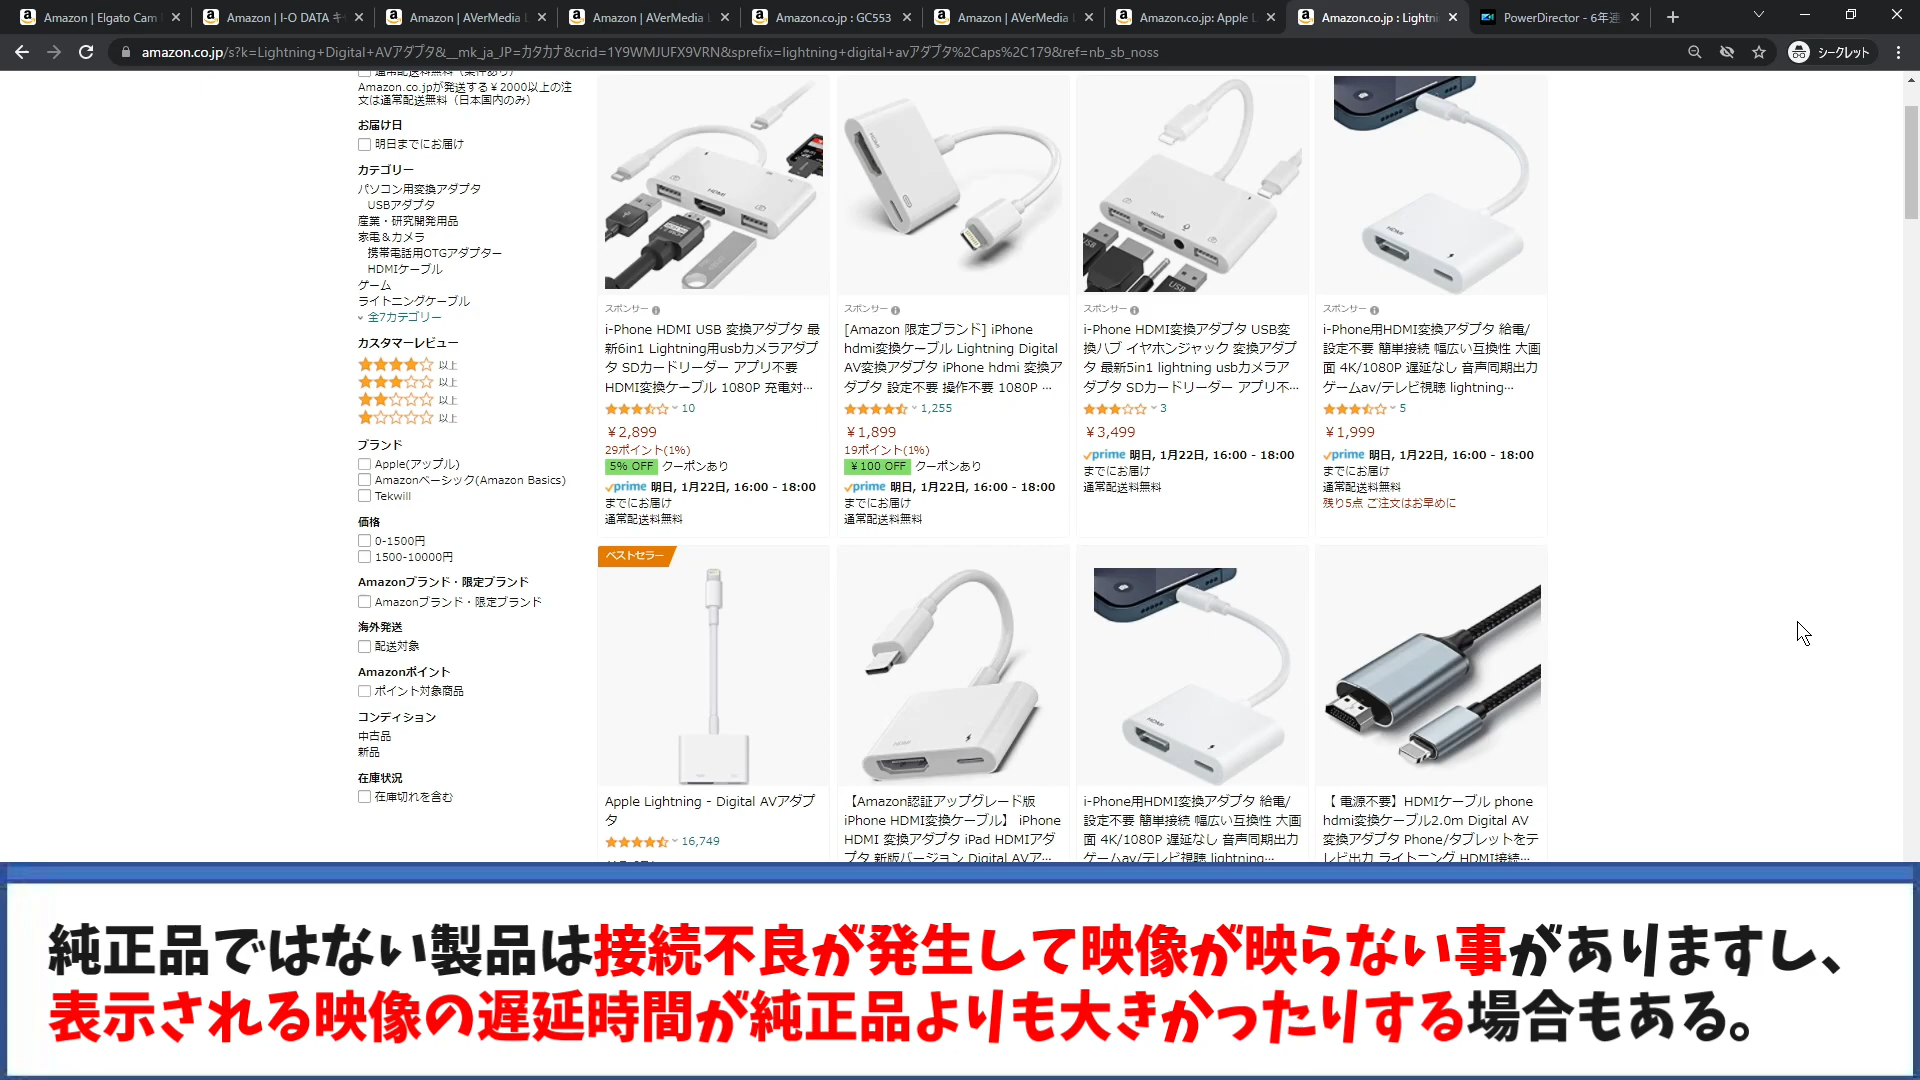 Amazon | Elgato Cam
Amazon | I-O DATA キ
Amazon | AVerMedia
Amazon | AVerMedia
Amazon.co.jp : GC553
Amazon | AVerMedia
Amazon.co.jp: Apple L
Amazon.co.jp : Lightnin
PowerDirector - 6年連
amazon.co.jp/s?k=Lightning+Digital+AVアダプタ&__mk_ja_JP=カタカナ&crid=1Y9WMJUFX9VRN&sprefix=lightning+digital+avアダプタ%2Caps%2C179&ref=nb_sb_noss
シークレット
通常配送料無料（条件あり）
Amazon.co.jpが発送する￥2000以上の注
文は通常配送無料（日本国内のみ）
お届け日
明日までにお届け
カテゴリー
パソコン用変換アダプタ
USBアダプタ
産業・研究開発用品
家電＆カメラ
携帯電話用OTGアダプター
HDMIケーブル
ゲーム
ライトニングケーブル
全7カテゴリー
カスタマーレビュー
以上
以上
以上
以上
ブランド
Apple(アップル)
Amazonベーシック(Amazon Basics)
Tekwill
価格
0-1500円
1500-10000円
Amazonブランド・限定ブランド
Amazonブランド・限定ブランド
海外発送
配送対象
Amazonポイント
ポイント対象商品
コンディション
中古品
新品
在庫状況
在庫切れを含む
スポンサー
i-Phone HDMI USB 変換アダプタ 最
新6in1 Lightning用usbカメラアダプ
タ SDカードリーダー アプリ不要
HDMI変換ケーブル 1080P 充電対…
10
￥2,899
29ポイント(1%)
5% OFF クーポンあり
prime 明日, 1月22日, 16:00 - 18:00
までにお届け
通常配送料無料
スポンサー
[Amazon 限定ブランド] iPhone
hdmi変換ケーブル Lightning Digital
AV変換アダプタ iPhone hdmi 変換ア
ダプタ 設定不要 操作不要 1080P …
1,255
￥1,899
19ポイント(1%)
￥100 OFF クーポンあり
prime 明日, 1月22日, 16:00 - 18:00
までにお届け
通常配送料無料
スポンサー
i-Phone HDMI変換アダプタ USB変
換ハブ イヤホンジャック 変換アダプ
タ 最新5in1 lightning usbカメラア
ダプタ SDカードリーダー アプリ不…
3
￥3,499
prime 明日, 1月22日, 16:00 - 18:00
までにお届け
通常配送料無料
スポンサー
i-Phone用HDMI変換アダプタ 給電/
設定不要 簡単接続 幅広い互換性 大画
面 4K/1080P 遅延なし 音声同期出力
ゲームav/テレビ視聴 lightning…
5
￥1,999
prime 明日, 1月22日, 16:00 - 18:00
までにお届け
通常配送料無料
残り5点 ご注文はお早めに
ベストセラー
Apple Lightning - Digital AVアダプ
タ
16,749
【Amazon認証アップグレード版
iPhone HDMI変換ケーブル】 iPhone
HDMI 変換アダプタ iPad HDMIアダ
プタ 新版バージョン Digital AVア…
i-Phone用HDMI変換アダプタ 給電/
設定不要 簡単接続 幅広い互換性 大画
面 4K/1080P 遅延なし 音声同期出力
ゲームav/テレビ視聴 lightning…
【 電源不要】HDMIケーブル phone
hdmi変換ケーブル2.0m Digital AV
変換アダプタ Phone/タブレットをテ
レビ出力 ライトニング HDMI接続…
純正品ではない製品は接続不良が発生して映像が映らない事がありますし、
表示される映像の遅延時間が純正品よりも大きかったりする場合もある。